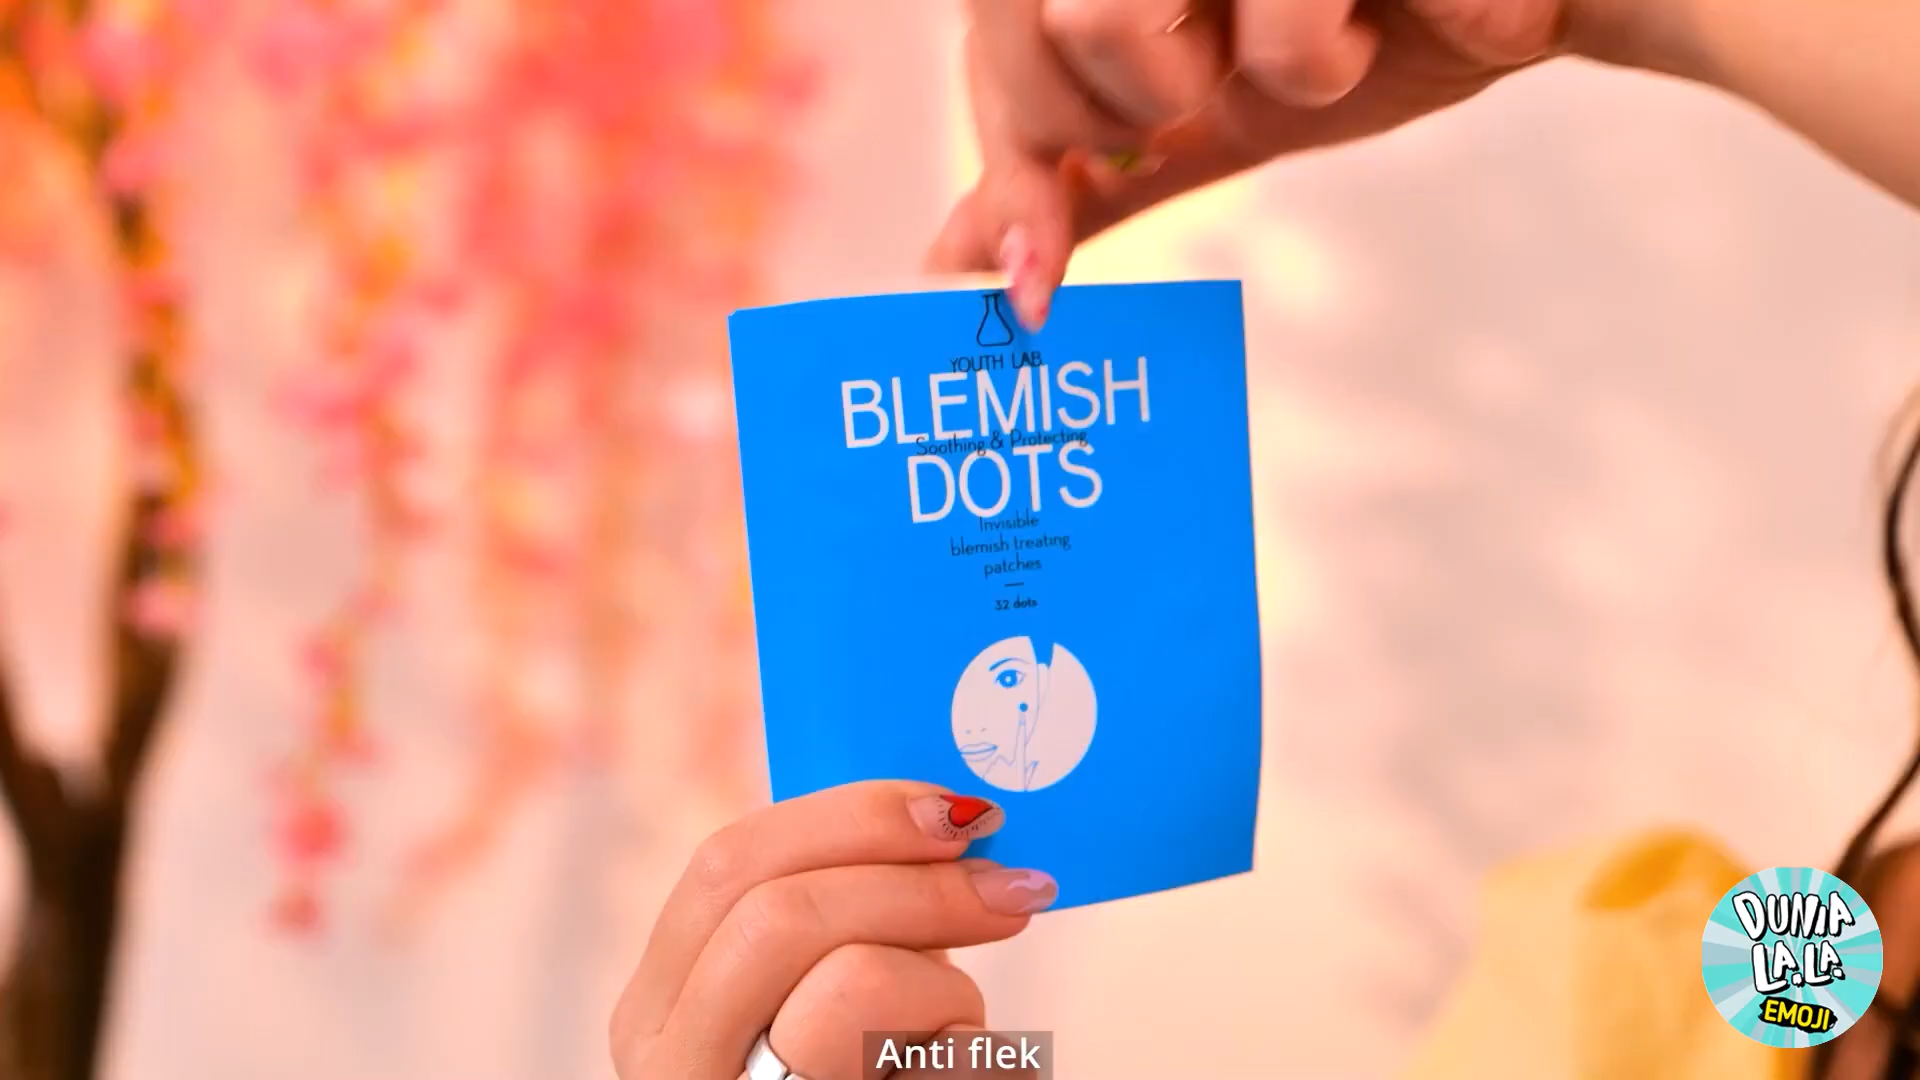 YOUTH LAB.
BLEMISH
Soothing & Protecting
DOTS
Invisible
blemish treating
patches
32 dots
DUNIA
LA.LA.
EMOJI
Anti flek